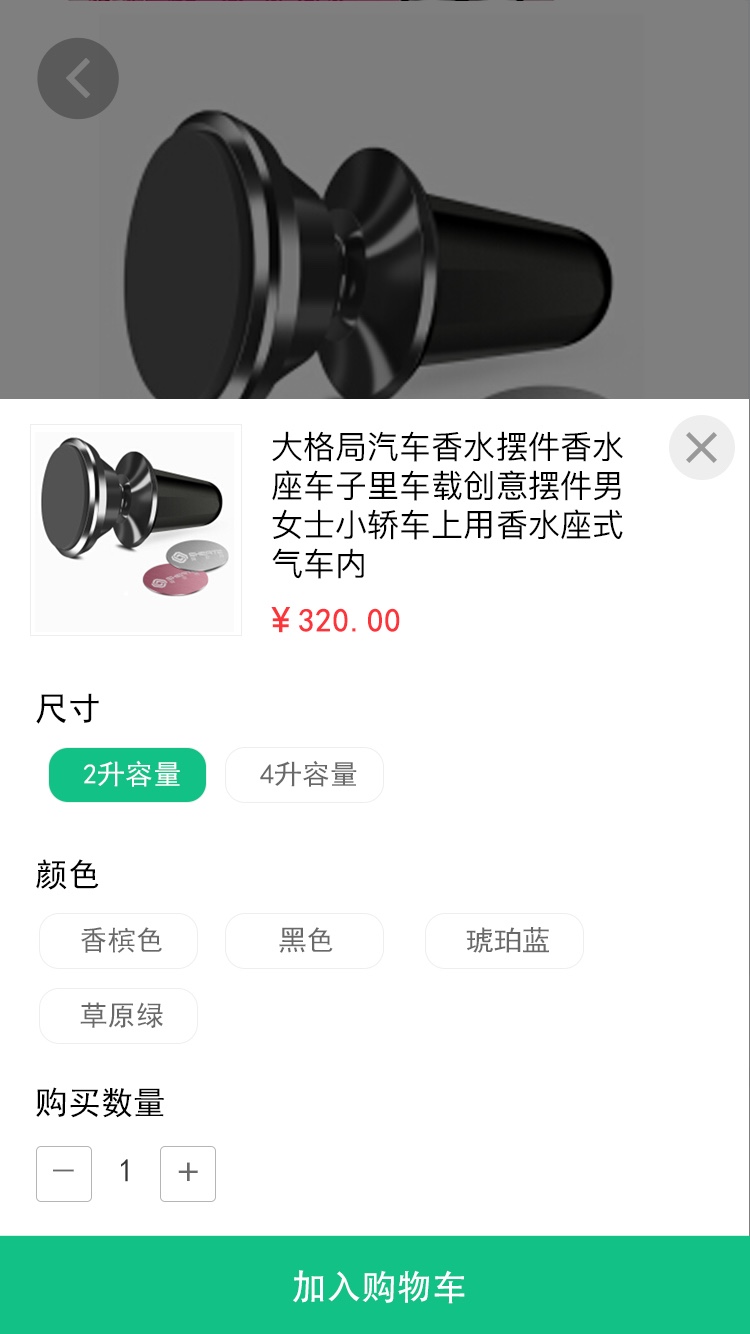 大格局汽车香水摆件香水
座车子里车载创意摆件男
女士小轿车上用香水座式
气车内
¥320.00
尺寸
2升容量 4升容量
颜色
香槟色 黑色 琥珀蓝
草原绿
购买数量
— 1 +
加入购物车